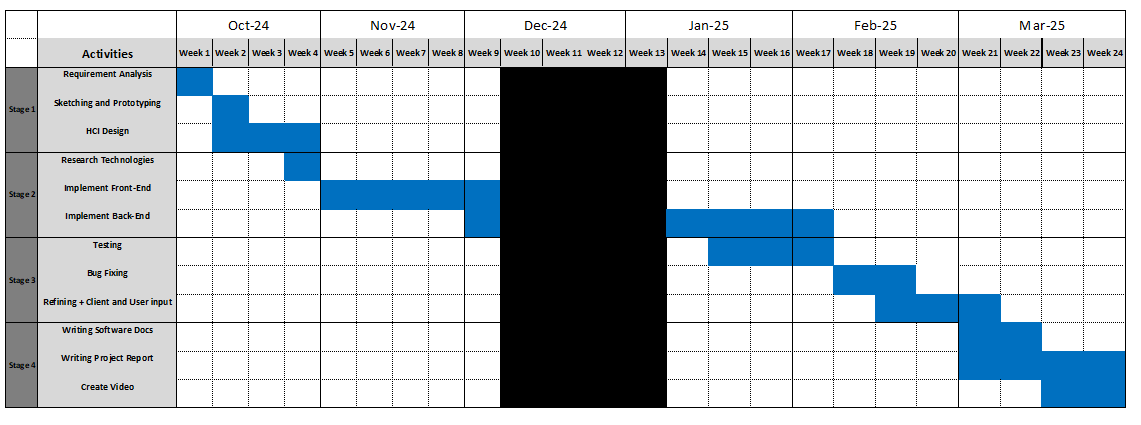 Oct-24 Nov-24 Dec-24 Jan-25 Feb-25 Mar-25
Activities Week 1 Week 2 Week 3 Week 4 Week 5 Week 6 Week 7 Week 8 Week 9 Week 10 Week 11 Week 12 Week 13 Week 14 Week 15 Week 16 Week 17 Week 18 Week 19 Week 20 Week 21 Week 22 Week 23 Week 24
Stage 1
Requirement Analysis
Sketching and Prototyping
HCI Design
Stage 2
Research Technologies
Implement Front-End
Implement Back-End
Stage 3
Testing
Bug Fixing
Refining + Client and User input
Stage 4
Writing Software Docs
Writing Project Report
Create Video